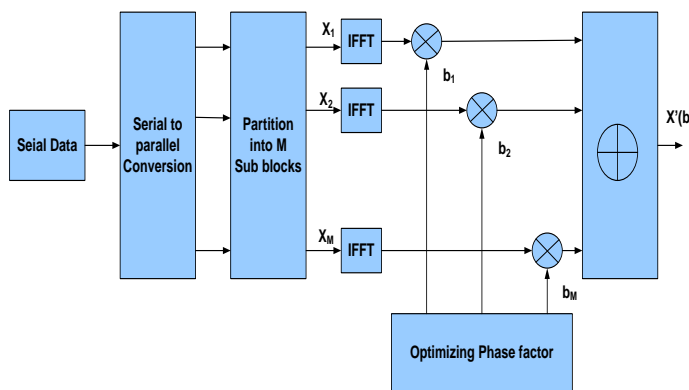 Seial Data
Serial to
parallel
Conversion
Partition
into M
Sub blocks
X1
IFFT
b1
X2
IFFT
b2
XM
IFFT
bM
X'(b
Optimizing Phase factor